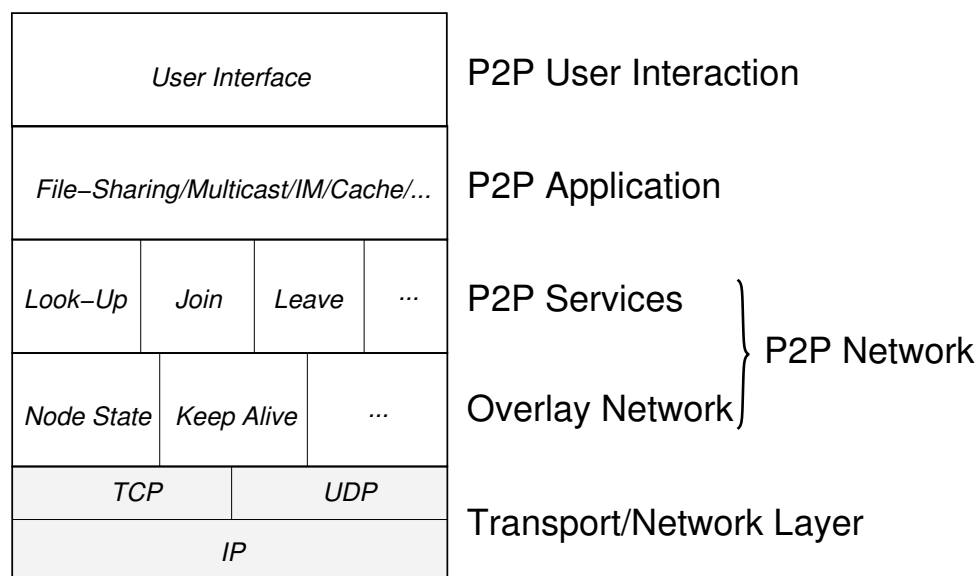 User Interface
P2P User Interaction
File−Sharing/Multicast/IM/Cache/...
P2P Application
Look−Up Join Leave ...
P2P Services
P2P Network
Node State Keep Alive ...
Overlay Network
TCP UDP
Transport/Network Layer
IP